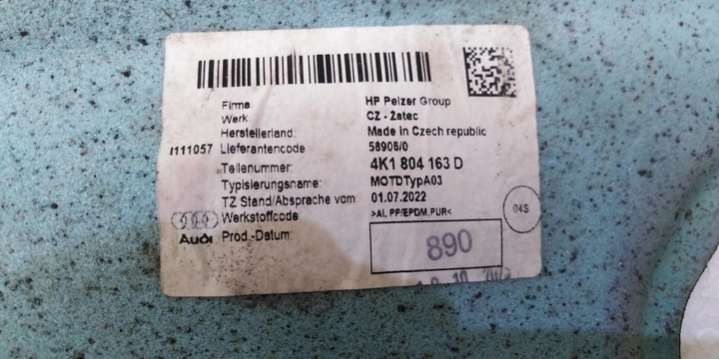 Firma: HP Pelzer Group
Werk: CZ - Zatec
Herstellerland: Made in Czech republic
I111057 Lieferantencode 58906/0
Teilenummer: 4K1 804 163 D
Typisierungsname: MOTDTypA03
TZ Stand/Absprache vom: 01.07.2022
Werkstoffcode >Al, PP/EPDM, PUR<
04S
Audi Prod.-Datum:
890